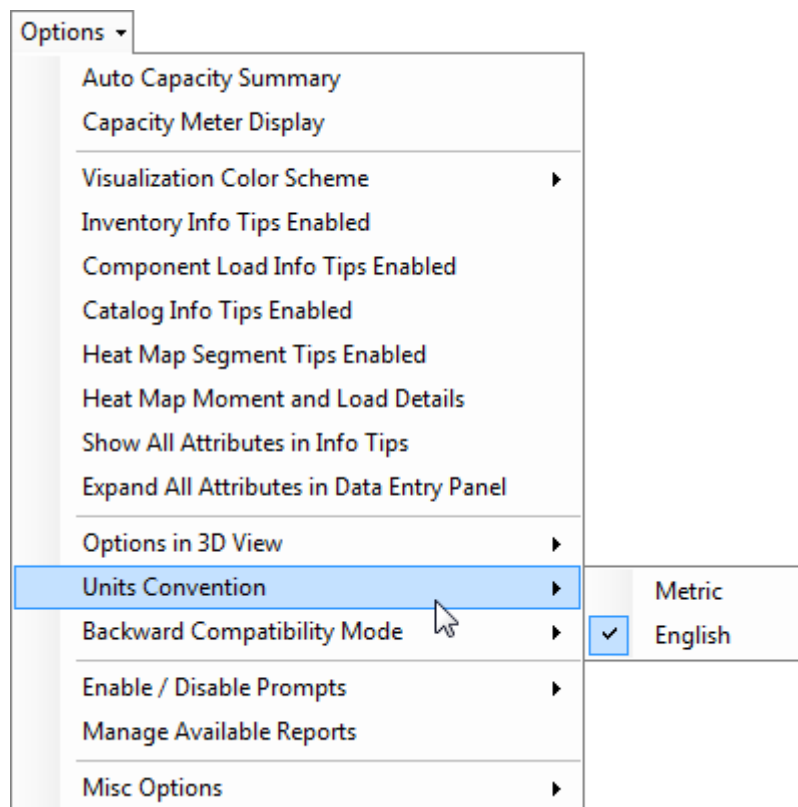 Options
Auto Capacity Summary
Capacity Meter Display
Visualization Color Scheme
Inventory Info Tips Enabled
Component Load Info Tips Enabled
Catalog Info Tips Enabled
Heat Map Segment Tips Enabled
Heat Map Moment and Load Details
Show All Attributes in Info Tips
Expand All Attributes in Data Entry Panel
Options in 3D View
Units Convention
Metric
Backward Compatibility Mode
English
Enable / Disable Prompts
Manage Available Reports
Misc Options